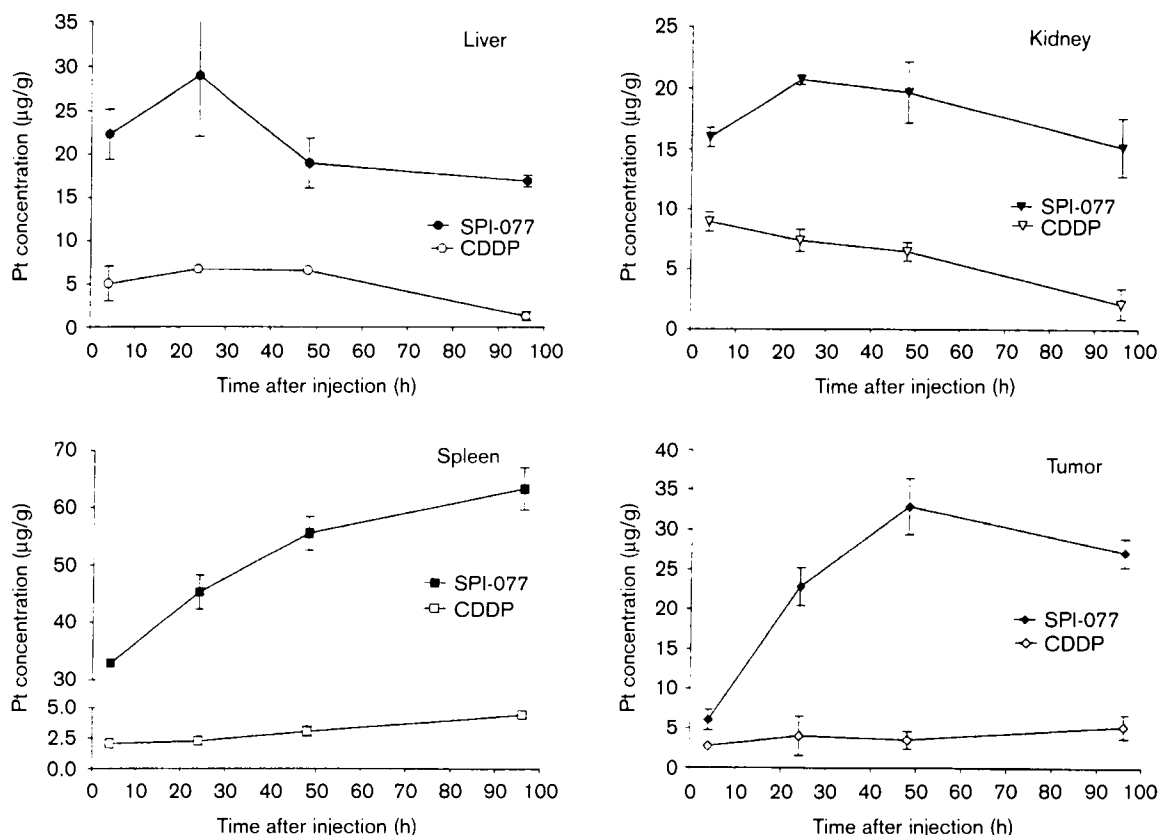 Liver
Pt concentration (μg/g)
35
30
25
20
15
10
5
0
SPI-077
CDDP
0 10 20 30 40 50 60 70 80 90 100
Time after injection (h)
Kidney
Pt concentration (μg/g)
25
20
15
10
5
0
SPI-077
CDDP
0 10 20 30 40 50 60 70 80 90 100
Time after injection (h)
Spleen
Pt concentration (μg/g)
70
60
50
40
30
5.0
2.5
0.0
SPI-077
CDDP
0 10 20 30 40 50 60 70 80 90 100
Time after injection (h)
Tumor
Pt concentration (μg/g)
40
35
30
25
20
15
10
5
0
SPI-077
CDDP
0 10 20 30 40 50 60 70 80 90 100
Time after injection (h)